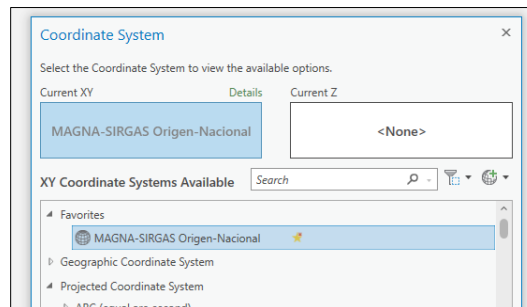 Coordinate System
Select the Coordinate System to view the available options.
Current XY Details Current Z
MAGNA-SIRGAS Origen-Nacional <None>
XY Coordinate Systems Available Search
Favorites
MAGNA-SIRGAS Origen-Nacional
Geographic Coordinate System
Projected Coordinate System